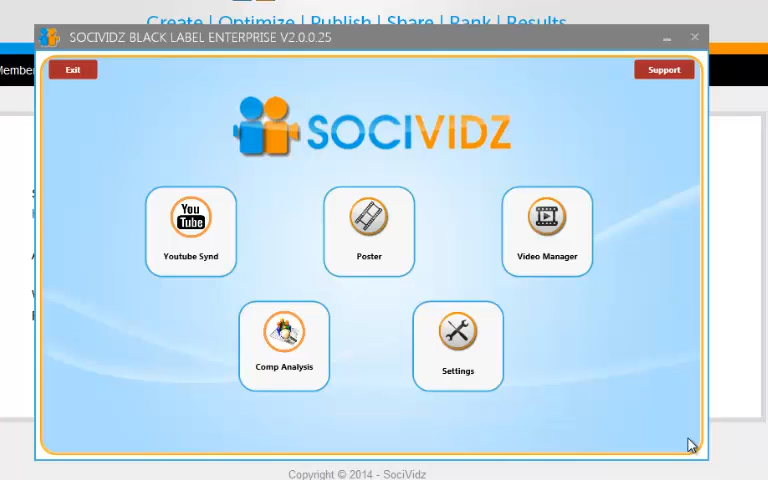 Create | Optimize | Publish | Share | Rank | Results
SOCIVIDZ BLACK LABEL ENTERPRISE V2.0.0.25
Member
Exit
Support
SOCIVIDZ
You
Tube
Youtube Synd
Poster
Video Manager
Comp Analysis
Settings
Copyright © 2014 - SociVidz